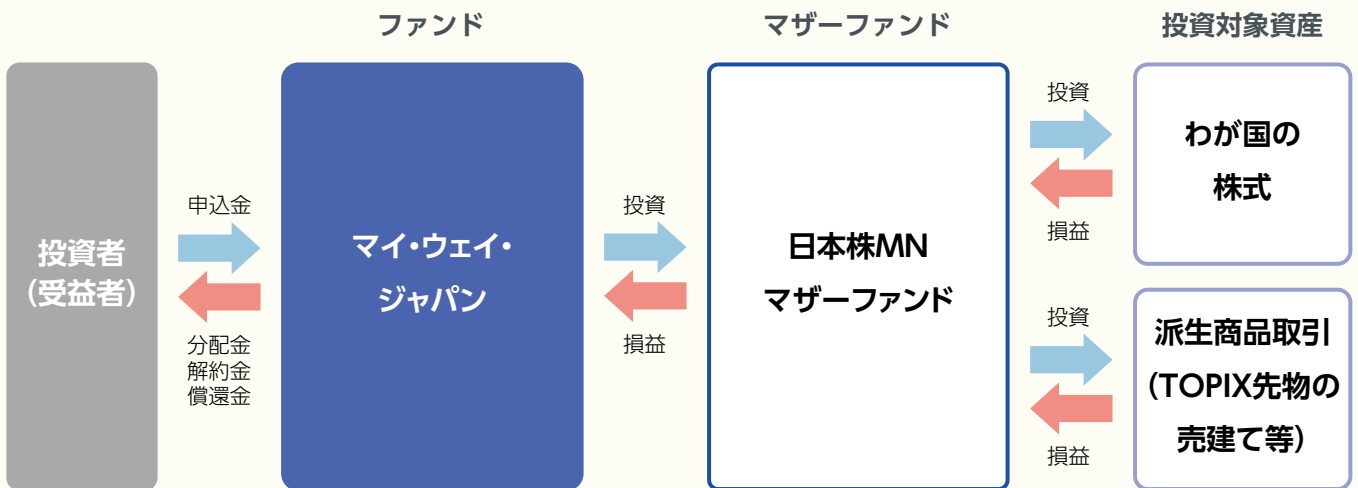 ファンド
マザーファンド
投資対象資産
投資者
(受益者)
申込金
分配金
解約金
償還金
マイ・ウェイ・
ジャパン
投資
損益
日本株MN
マザーファンド
投資
損益
わが国の
株式
投資
損益
派生商品取引
(TOPIX先物の
売建て等)